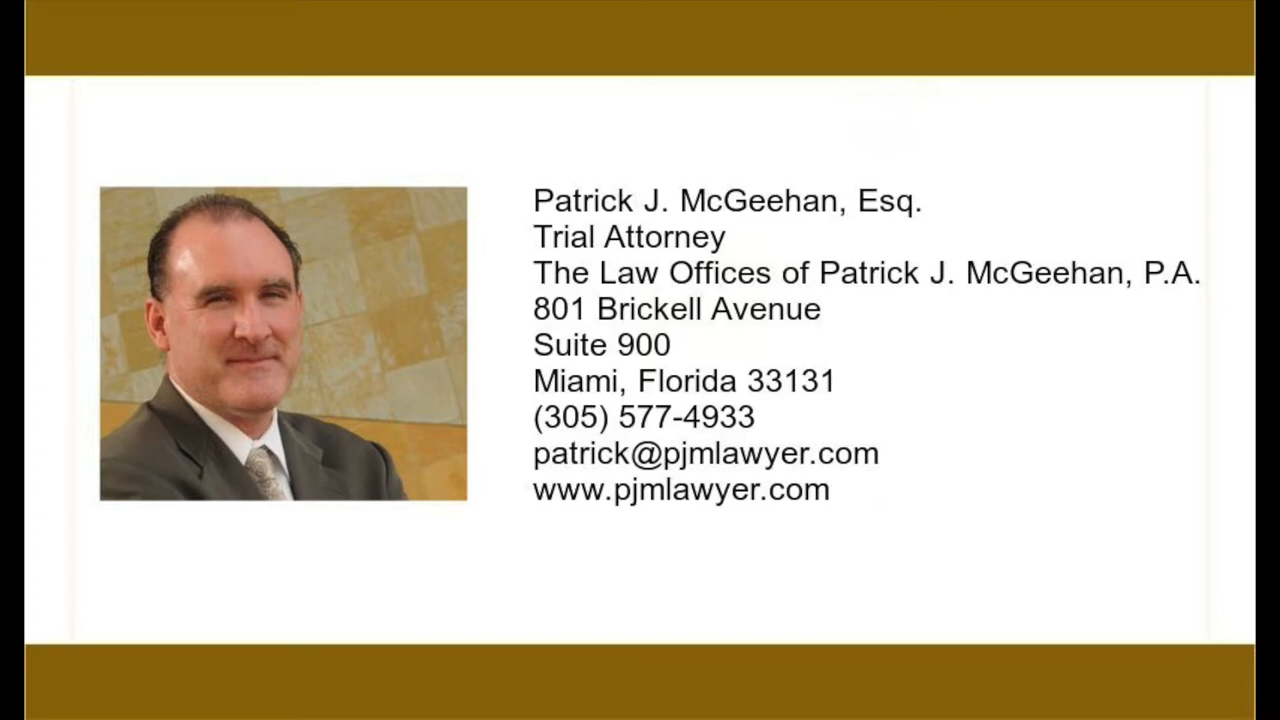 Patrick J. McGeehan, Esq.
Trial Attorney
The Law Offices of Patrick J. McGeehan, P.A.
801 Brickell Avenue
Suite 900
Miami, Florida 33131
(305) 577-4933
patrick@pjmlawyer.com
www.pjmlawyer.com